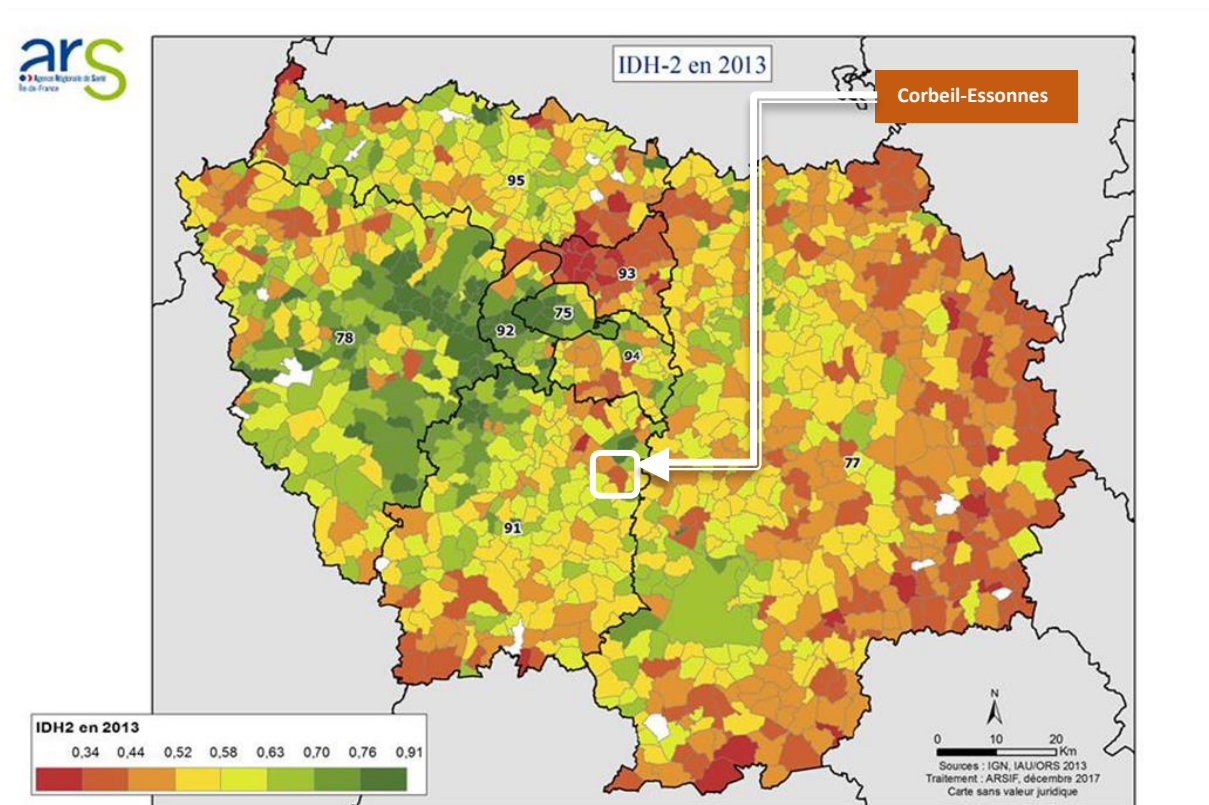 ars
Agence Régionale de Santé
Île-de-France
IDH-2 en 2013
Corbeil-Essonnes
95
93
75
92
78
94
77
91
IDH2 en 2013
0,34 0,44 0,52 0,58 0,63 0,70 0,76 0,91
N
0 10 20
Km
Sources : IGN, IAU/ORS 2013
Traitement : ARSIF, décembre 2017
Carte sans valeur juridique